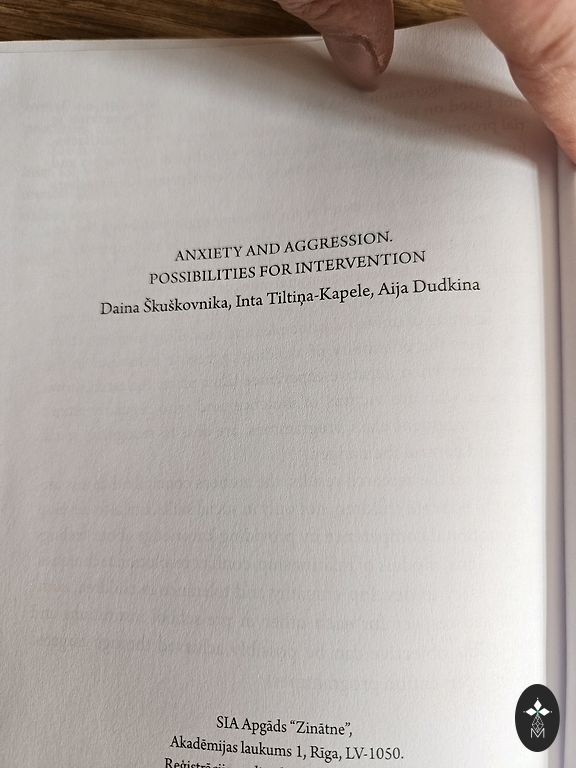 ANXIETY AND AGGRESSION.
POSSIBILITIES FOR INTERVENTION
Daina Škuškovnika, Inta Tiltiņa-Kapele, Aija Dudkina
SIA Apgāds “Zinātne”,
Akadēmijas laukums 1, Rīga, LV-1050.